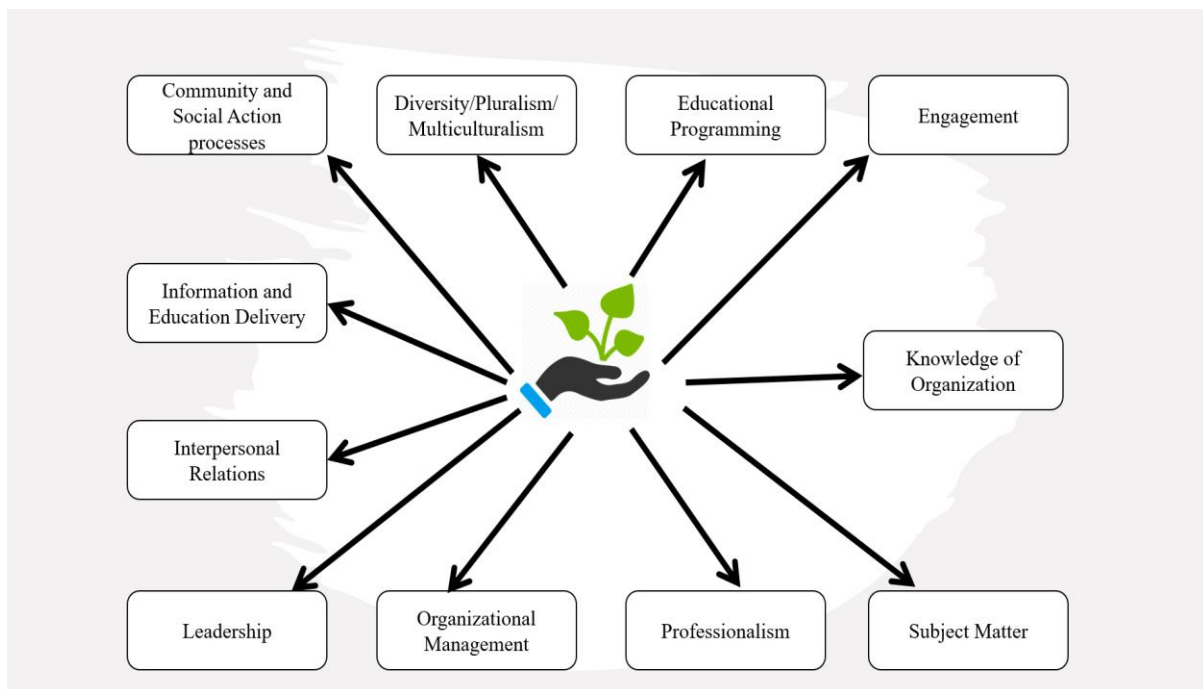 Community and
Social Action
processes
Diversity/Pluralism/
Multiculturalism
Educational
Programming
Engagement
Information and
Education Delivery
Knowledge of
Organization
Interpersonal
Relations
Leadership
Organizational
Management
Professionalism
Subject Matter